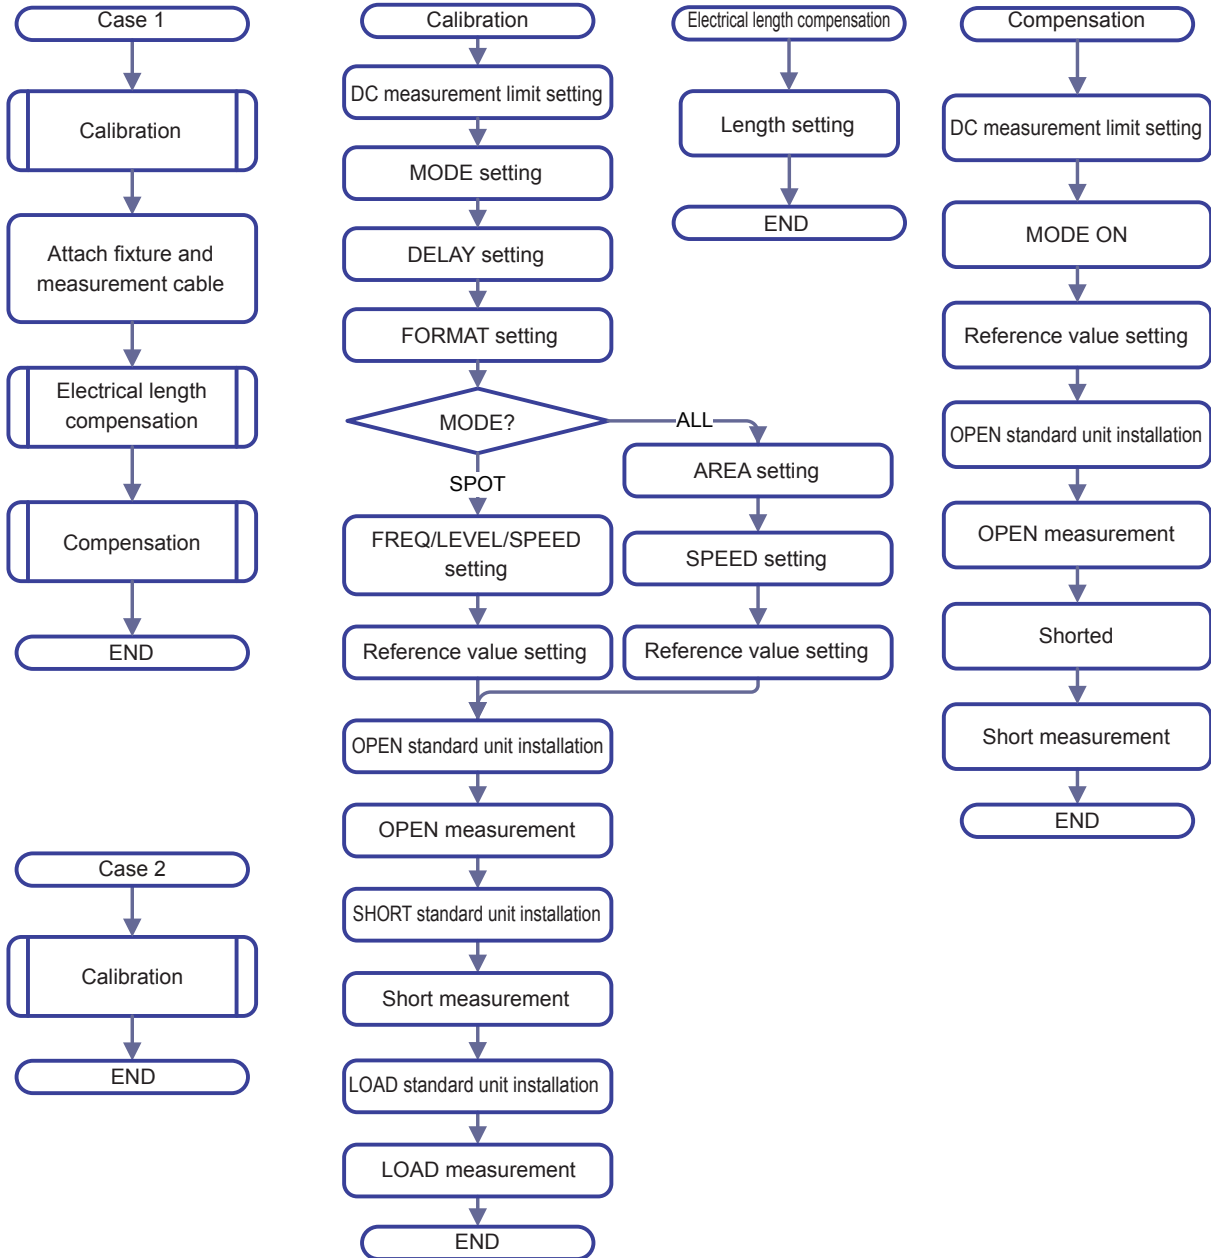 Case 1
Calibration
Attach fixture and
measurement cable
Electrical length
compensation
Compensation
END
Case 2
Calibration
END
Calibration
DC measurement limit setting
MODE setting
DELAY setting
FORMAT setting
MODE?
ALL
SPOT
FREQ/LEVEL/SPEED
setting
Reference value setting
AREA setting
SPEED setting
Reference value setting
OPEN standard unit installation
OPEN measurement
SHORT standard unit installation
Short measurement
LOAD standard unit installation
LOAD measurement
END
Electrical length compensation
Length setting
END
Compensation
DC measurement limit setting
MODE ON
Reference value setting
OPEN standard unit installation
OPEN measurement
Shorted
Short measurement
END